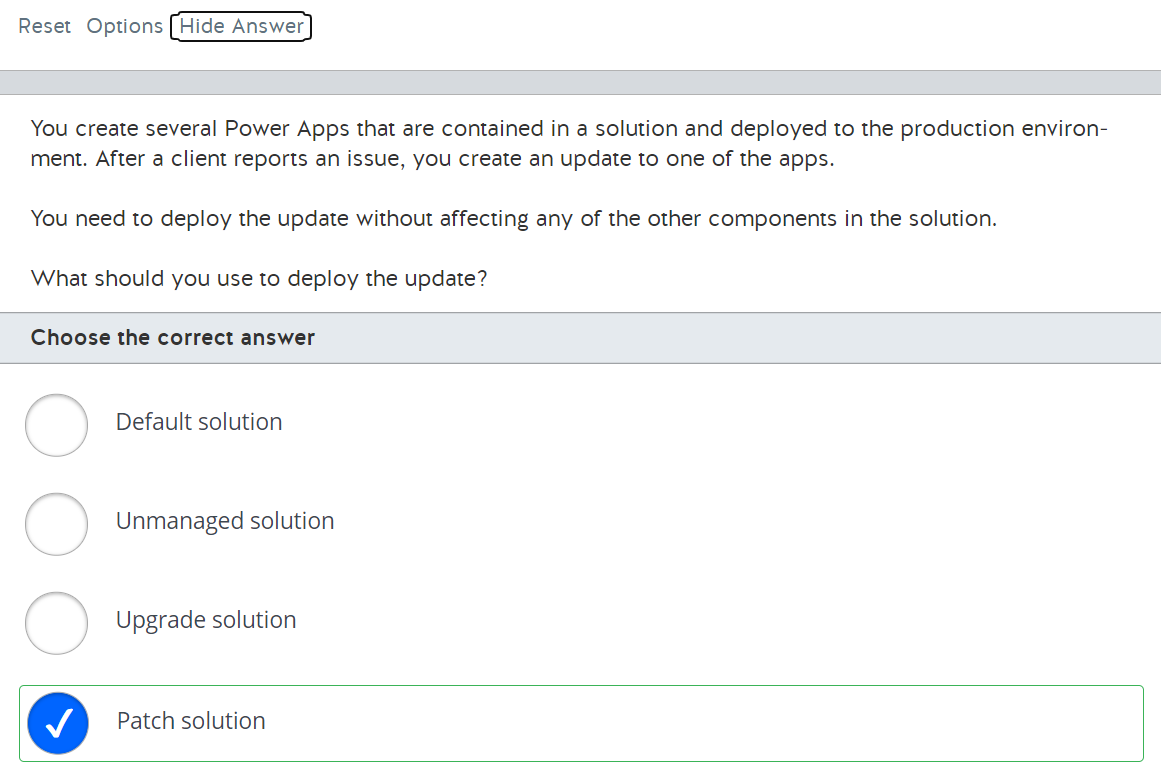 Reset Options Hide Answer
You create several Power Apps that are contained in a solution and deployed to the production environ-
ment. After a client reports an issue, you create an update to one of the apps.
You need to deploy the update without affecting any of the other components in the solution.
What should you use to deploy the update?
Choose the correct answer
Default solution
Unmanaged solution
Upgrade solution
Patch solution